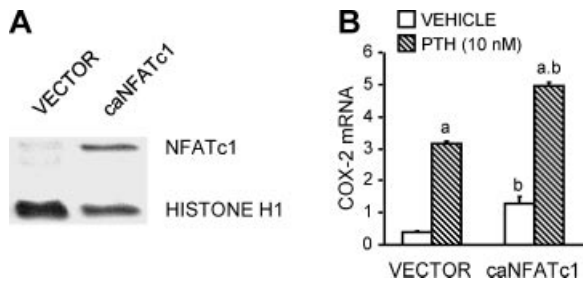 A
VECTOR
caNFATc1
NFATc1
HISTONE H1
B
VEHICLE
PTH (10 nM)
COX-2 mRNA
6
5
4
3
2
1
0
a
b
a.b
VECTOR
caNFATc1